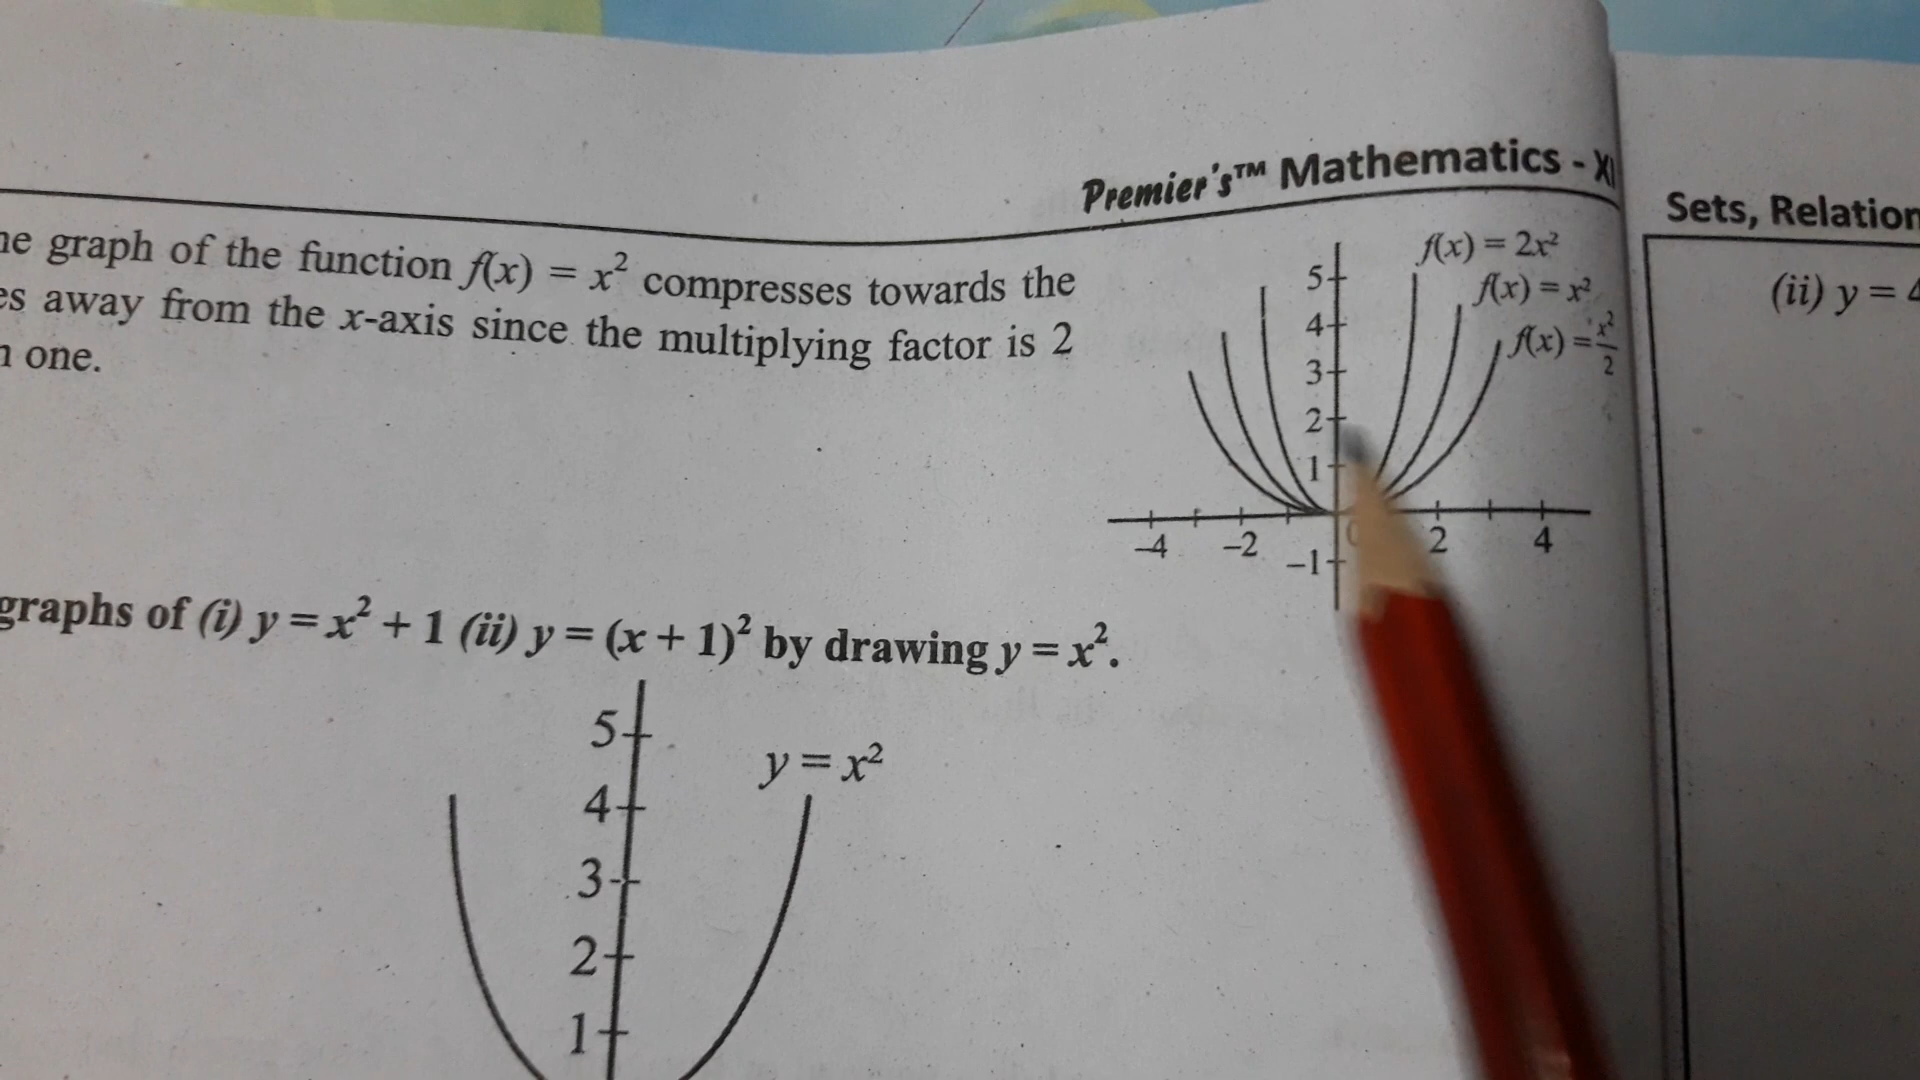 Premier's™ Mathematics - XI
graph of the function f(x) = x² compresses towards the
away from the x-axis since the multiplying factor is 2
one.
5
4
3
2
1
-4 -2 2 4
-1
f(x) = 2x²
f(x) = x²
f(x) = x²/2
graphs of (i) y = x² + 1 (ii) y = (x + 1)² by drawing y = x².
5
y = x²
4
3
2
1
Sets, Relation
(ii) y =